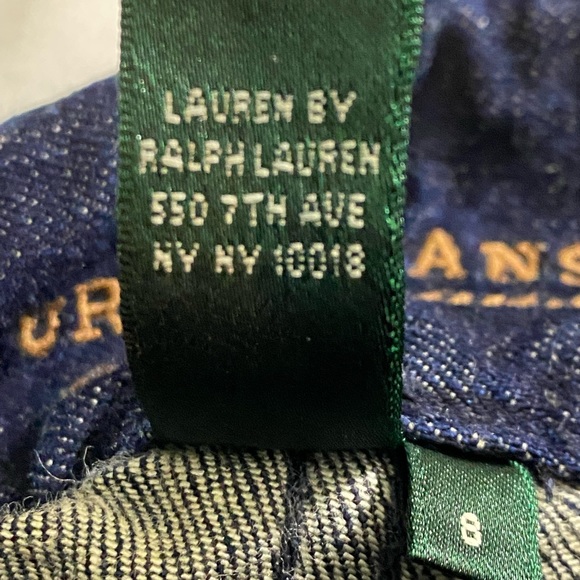 LAUREN BY
RALPH LAUREN
550 7TH AVE
NY NY 10018
8